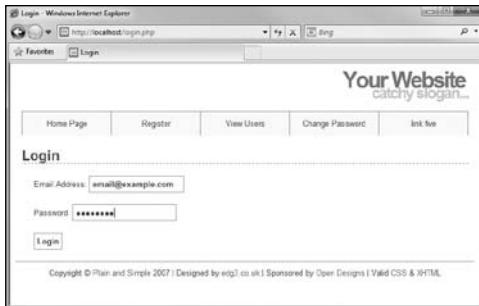 Login - Windows Internet Explorer
http://localhost/login.php
Bing
Favorites Login
Your Website
catchy slogan...
Home Page Register View Users Change Password link five
Login
Email Address: email@example.com
Password
Login
Copyright © Plain and Simple 2007 | Designed by edg3.co.uk | Sponsored by Open Designs | Valid CSS & XHTML